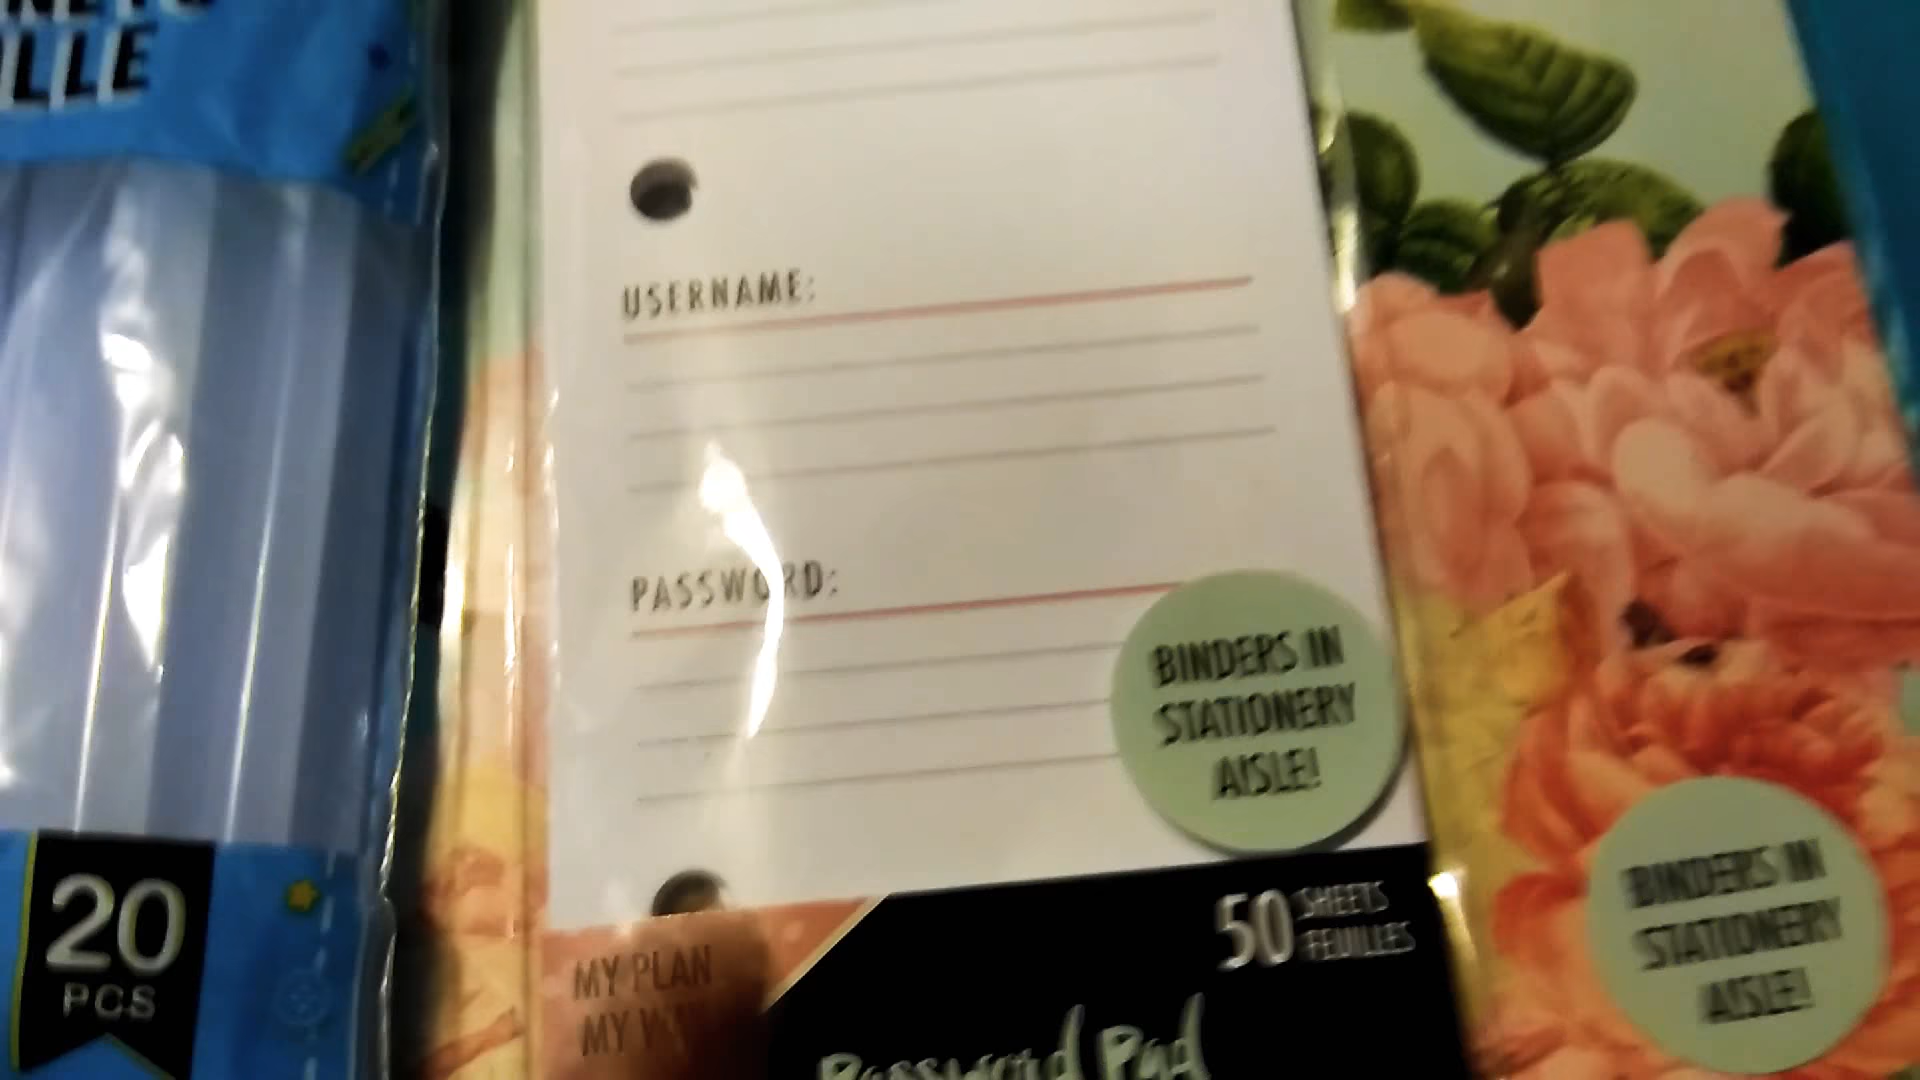 LLE
20
PCS
USERNAME:
PASSWORD:
BINDERS IN
STATIONERY
AISLE!
50 SHEETS
FEUILLES
MY PLAN
MY
Password Pad
BINDERS IN
STATIONERY
AISLE!